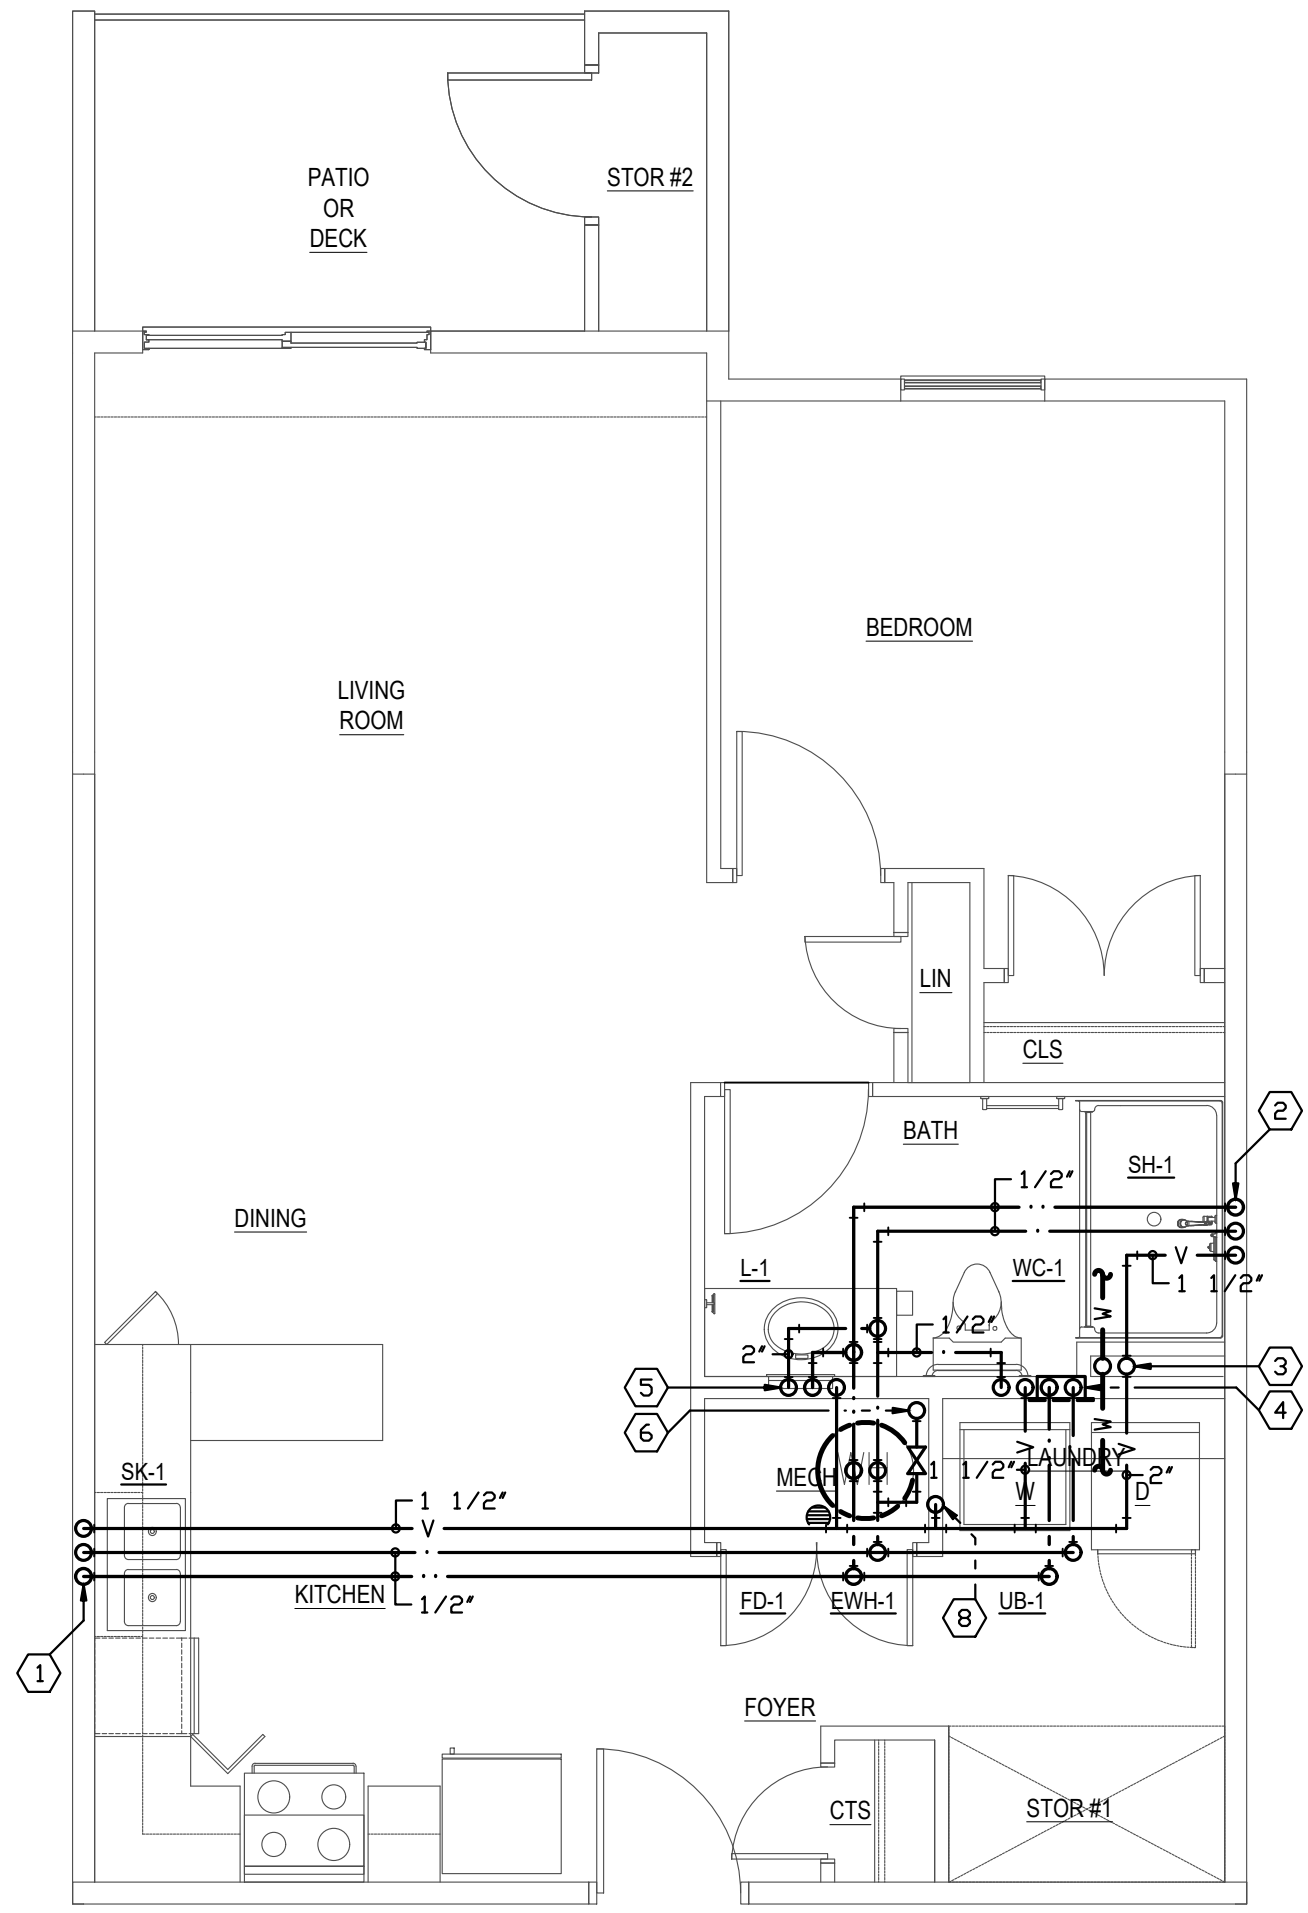 PATIO
OR
DECK
STOR #2
BEDROOM
LIVING
ROOM
LIN
CLS
2
BATH
SH-1
1/2"
DINING
L-1
WC-1
V
1 1/2"
W
1/2"
2"
3
5
4
6
W
SK-1
MECH
1 1/2"
V
LAUNDRY
V
2"
W
D
1 1/2"
V
KITCHEN
1/2"
FD-1
EWH-1
UB-1
8
1
FOYER
CTS
STOR #1